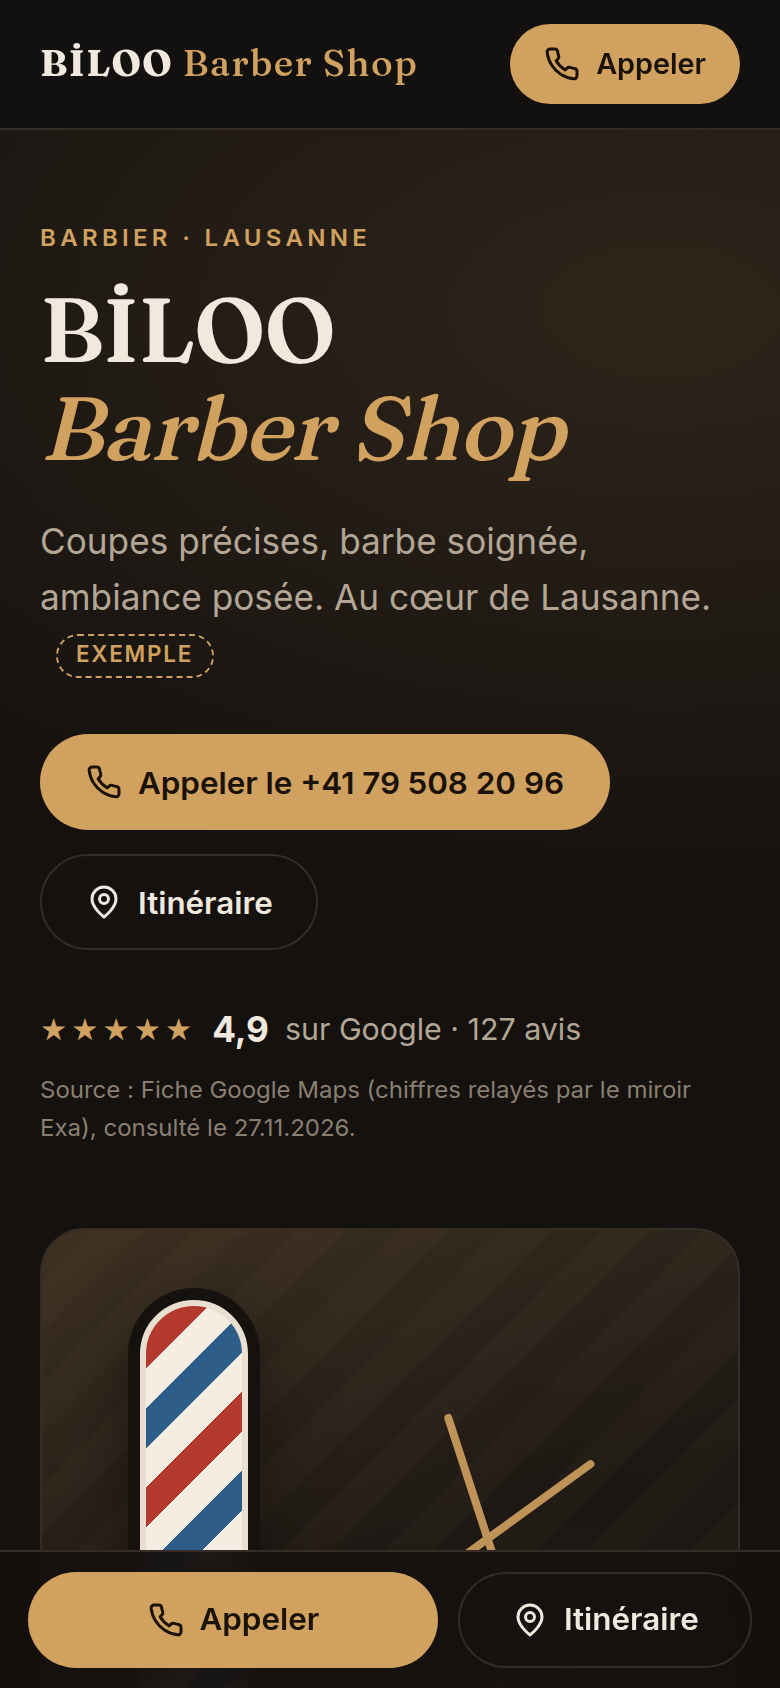 BİLOO Barber Shop
Appeler
BARBIER · LAUSANNE
BİLOO
Barber Shop
Coupes précises, barbe soignée,
ambiance posée. Au cœur de Lausanne.
EXEMPLE
Appeler le +41 79 508 20 96
Itinéraire
★★★★★ 4,9 sur Google · 127 avis
Source : Fiche Google Maps (chiffres relayés par le miroir
Exa), consulté le 27.11.2026.
Appeler
Itinéraire